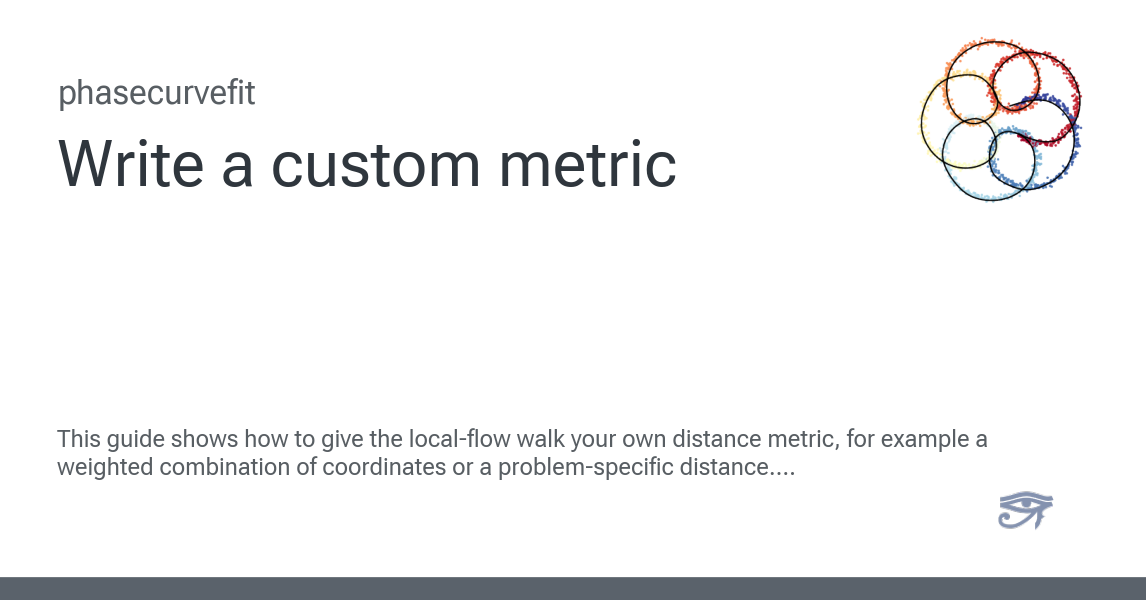 phasecurvefit
Write a custom metric
This guide shows how to give the local-flow walk your own distance metric, for example a
weighted combination of coordinates or a problem-specific distance....